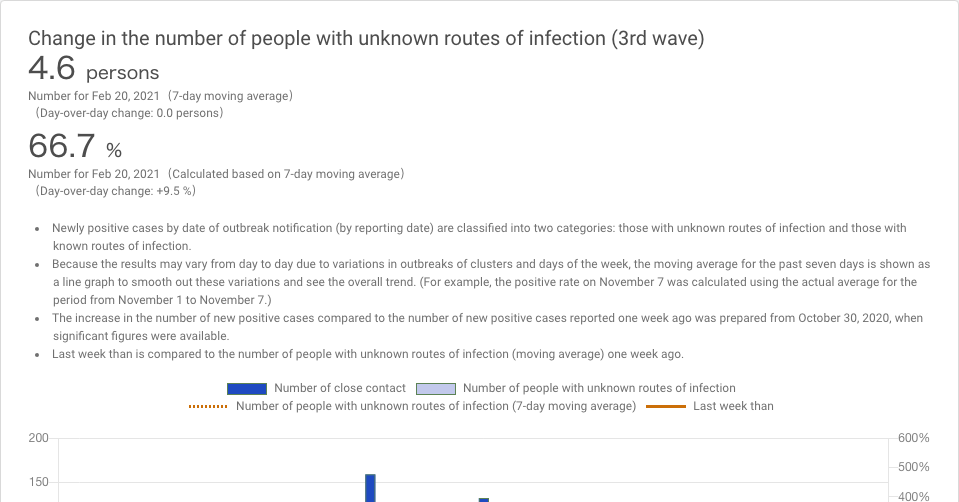 Change in the number of people with unknown routes of infection (3rd wave)
4.6 persons
Number for Feb 20, 2021（7-day moving average）
（Day-over-day change: 0.0 persons）
66.7 %
Number for Feb 20, 2021（Calculated based on 7-day moving average）
（Day-over-day change: +9.5 %）
• Newly positive cases by date of outbreak notification (by reporting date) are classified into two categories: those with unknown routes of infection and those with
known routes of infection.
• Because the results may vary from day to day due to variations in outbreaks of clusters and days of the week, the moving average for the past seven days is shown as
a line graph to smooth out these variations and see the overall trend. (For example, the positive rate on November 7 was calculated using the actual average for the
period from November 1 to November 7.)
• The increase in the number of new positive cases compared to the number of new positive cases reported one week ago was prepared from October 30, 2020, when
significant figures were available.
• Last week than is compared to the number of people with unknown routes of infection (moving average) one week ago.
Number of close contact Number of people with unknown routes of infection
Number of people with unknown routes of infection (7-day moving average) Last week than
200 600%
500%
150
400%